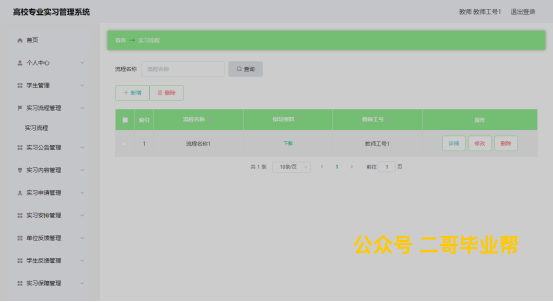 高校专业实习管理系统
教师 教师工号1 退出登录
首页
个人中心
学生管理
实习流程管理
实习流程
实习公告管理
实习内容管理
实习申请管理
实习安排管理
单位反馈管理
学生反馈管理
实习保障管理
首页 实习流程
流程名称 流程名称 查询
+ 新增 删除
索引 流程名称 教师工号 操作
1 流程名称1 下载 教师工号1 详情 修改 删除
共 1 条 10条/页 < 1 > 前往 1 页
公众号 二哥毕业帮